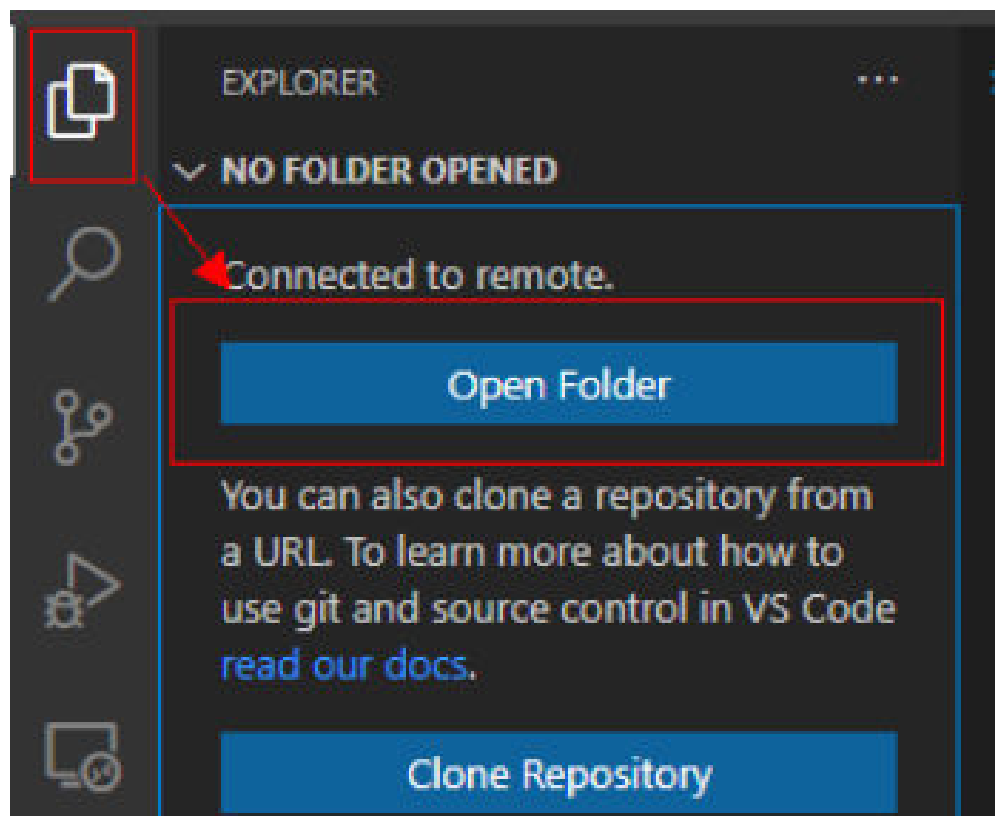 EXPLORER ...
NO FOLDER OPENED
Connected to remote.
Open Folder
You can also clone a repository from
a URL. To learn more about how to
use git and source control in VS Code
read our docs.
Clone Repository